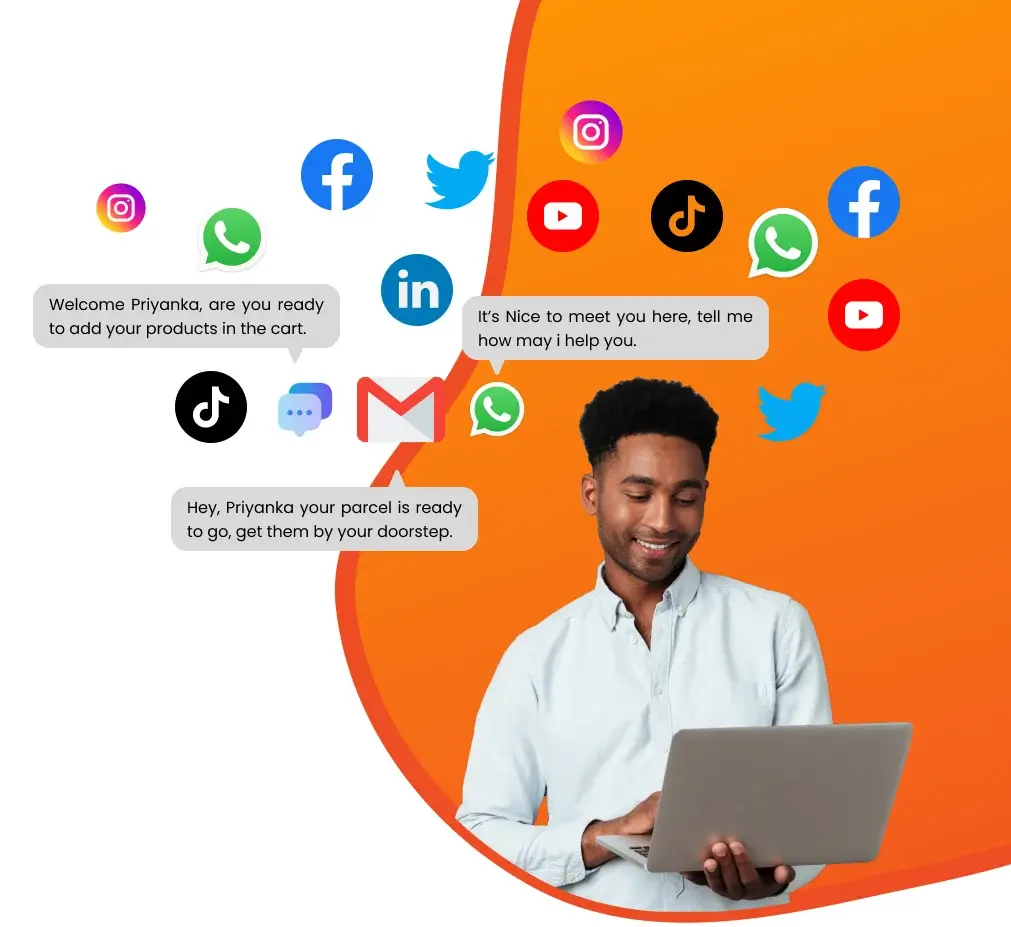 in
Welcome Priyanka, are you ready
to add your products in the cart.
It's Nice to meet you here, tell me
how may i help you.
Hey, Priyanka your parcel is ready
to go, get them by your doorstep.